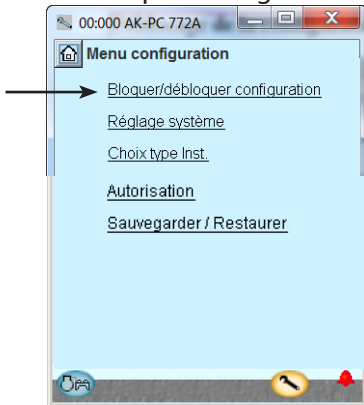 00:000 AK-PC 772A
Menu configuration
Bloquer/débloquer configuration
Réglage système
Choix type Inst.
Autorisation
Sauvegarder / Restaurer